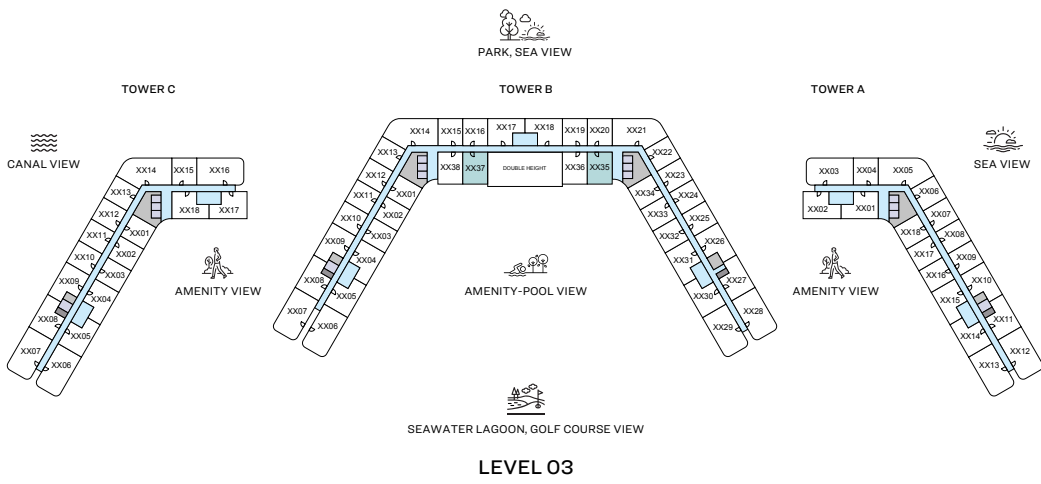 PARK, SEA VIEW
TOWER C
TOWER B
TOWER A
CANAL VIEW
SEA VIEW
XX14
XX15
XX16
XX13
XX12
XX11
XX10
XX09
XX08
XX07
XX18
XX17
XX01
XX02
XX03
XX04
XX05
XX06
AMENITY VIEW
XX14
XX15
XX16
XX17
XX18
XX19
XX20
XX21
XX13
XX12
XX11
XX10
XX09
XX08
XX07
XX38
XX37
DOUBLE HEIGHT
XX36
XX35
XX01
XX02
XX03
XX04
XX05
XX06
XX22
XX23
XX24
XX25
XX26
XX27
XX28
XX34
XX33
XX32
XX31
XX30
XX29
AMENITY-POOL VIEW
XX03
XX04
XX05
XX02
XX01
XX06
XX07
XX08
XX09
XX10
XX11
XX12
XX18
XX17
XX16
XX15
XX14
XX13
AMENITY VIEW
SEAWATER LAGOON, GOLF COURSE VIEW
LEVEL 03